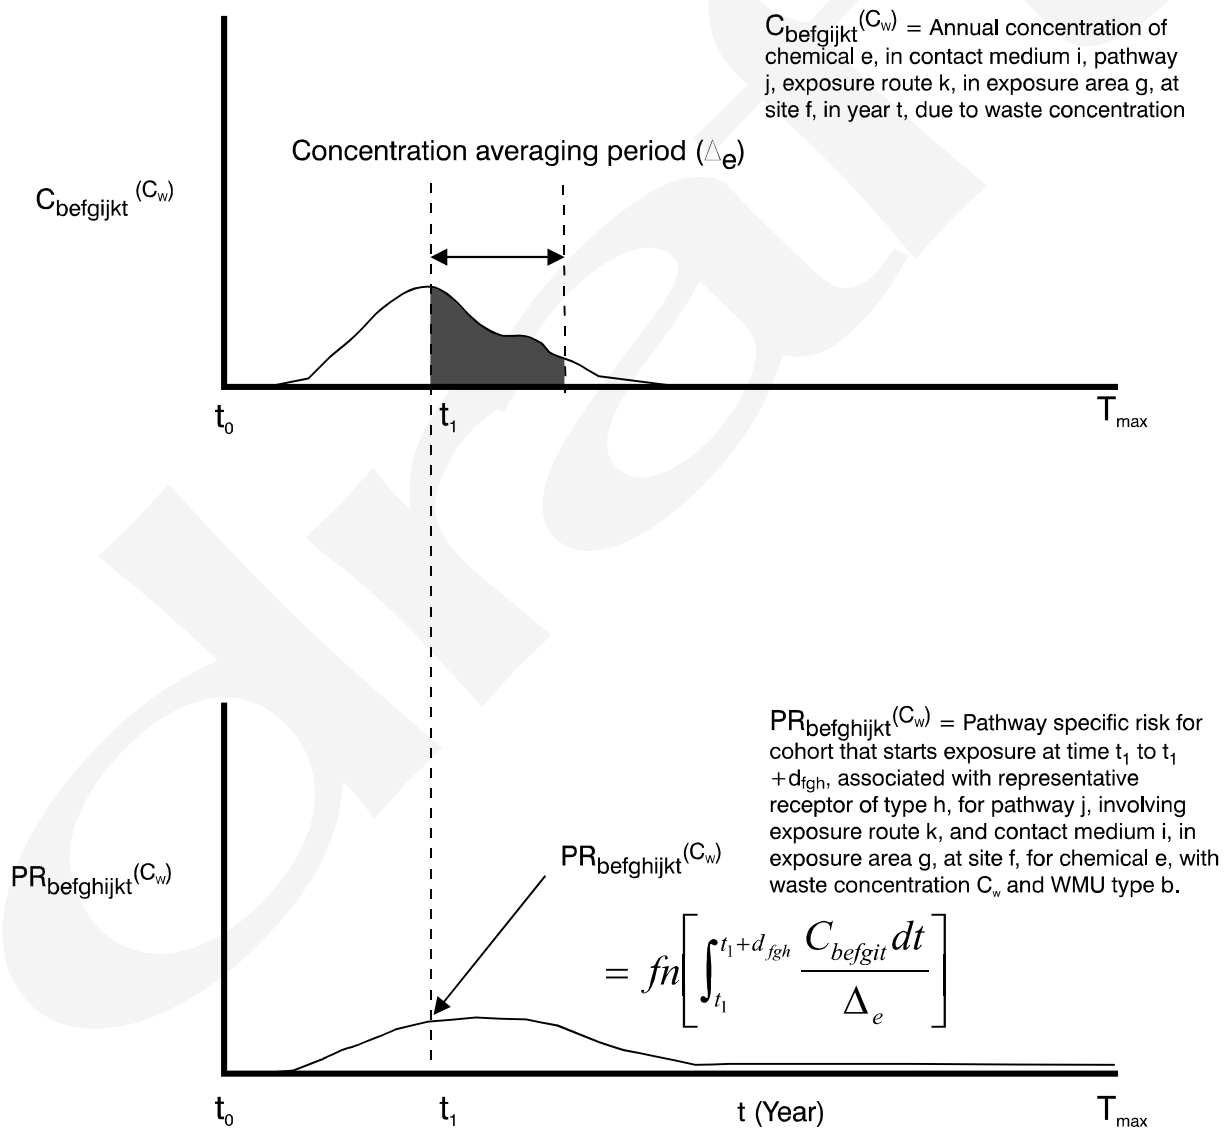 C_befgijkt^(C_w) = Annual concentration of
chemical e, in contact medium i, pathway
j, exposure route k, in exposure area g, at
site f, in year t, due to waste concentration
Concentration averaging period (Δ_e)
C_befgijkt^(C_w)
t_0 t_1 T_max
PR_befghijkt^(C_w) = Pathway specific risk for
cohort that starts exposure at time t_1 to t_1
+d_fgh, associated with representative
receptor of type h, for pathway j, involving
exposure route k, and contact medium i, in
exposure area g, at site f, for chemical e, with
waste concentration C_w and WMU type b.
PR_befghijkt^(C_w)
PR_befghijkt^(C_w)
= fn[∫_{t_1}^{t_1+d_fgh} C_befgit dt / Δ_e]
t_0 t_1 t (Year) T_max
draft